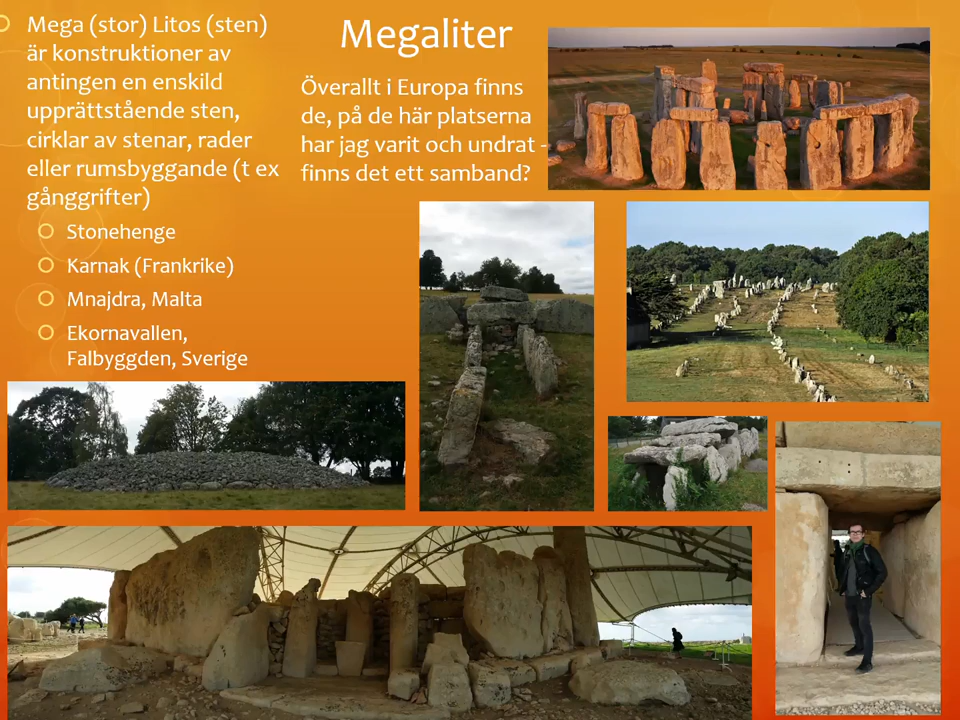 Megaliter
Mega (stor) Litos (sten)
är konstruktioner av
antingen en enskild
upprättstående sten,
cirklar av stenar, rader
eller rumsbyggande (t ex
gånggrifter)
Stonehenge
Karnak (Frankrike)
Mnajdra, Malta
Ekornavallen,
Falbyggden, Sverige
Överallt i Europa finns
de, på de här platserna
har jag varit och undrat -
finns det ett samband?